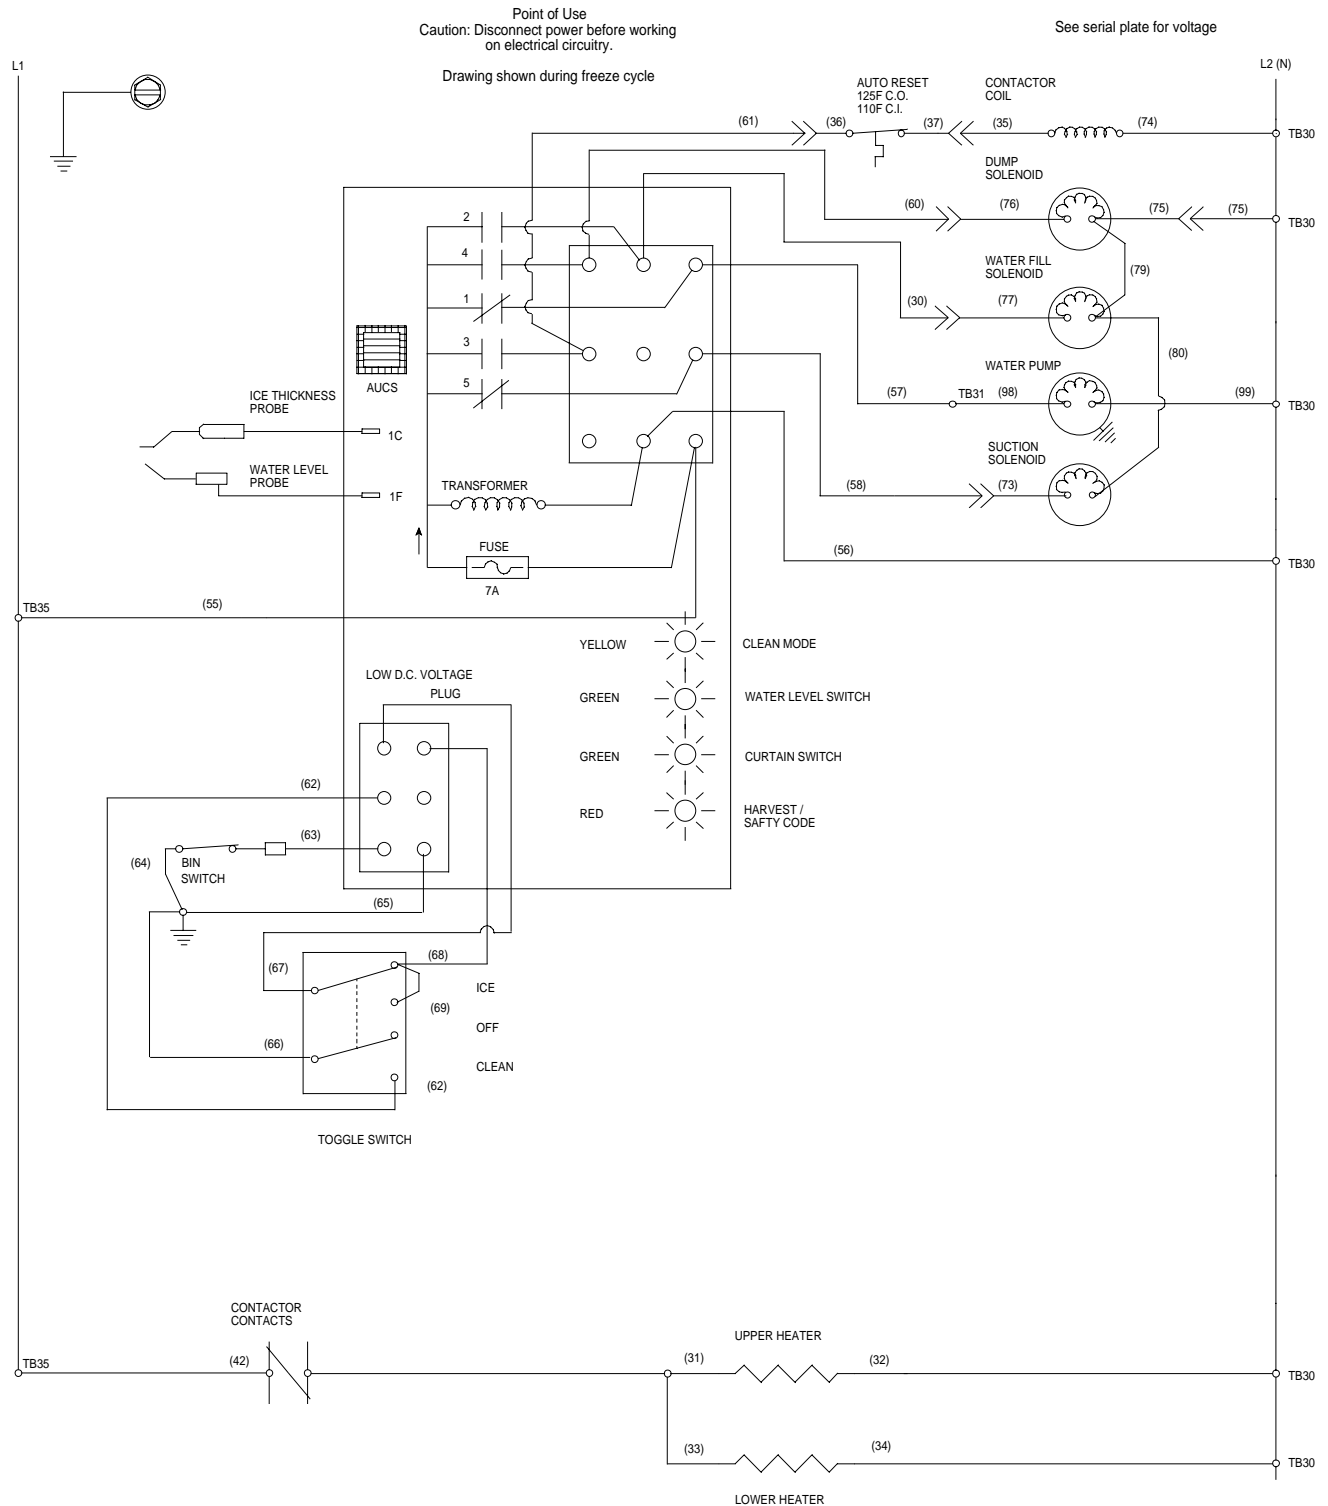 Point of Use
Caution: Disconnect power before working
on electrical circuitry.
See serial plate for voltage
Drawing shown during freeze cycle
L1
L2 (N)
AUTO RESET
125F C.O.
110F C.I.
CONTACTOR
COIL
(61)
(36)
(37)
(35)
(74)
TB30
DUMP
SOLENOID
(60)
(76)
(75)
(75)
TB30
2
4
WATER FILL
SOLENOID
(79)
1
(30)
(77)
3
(80)
AUCS
5
WATER PUMP
(57)
TB31
(98)
(99)
TB30
ICE THICKNESS
PROBE
1C
SUCTION
SOLENOID
WATER LEVEL
PROBE
1F
TRANSFORMER
(58)
(73)
FUSE
7A
(56)
TB30
TB35
(55)
YELLOW
CLEAN MODE
LOW D.C. VOLTAGE
PLUG
GREEN
WATER LEVEL SWITCH
GREEN
CURTAIN SWITCH
(62)
RED
HARVEST /
SAFTY CODE
(63)
(64)
BIN
SWITCH
(65)
(68)
(67)
ICE
(69)
OFF
(66)
CLEAN
(62)
TOGGLE SWITCH
CONTACTOR
CONTACTS
TB35
(42)
UPPER HEATER
(31)
(32)
TB30
(33)
(34)
TB30
LOWER HEATER